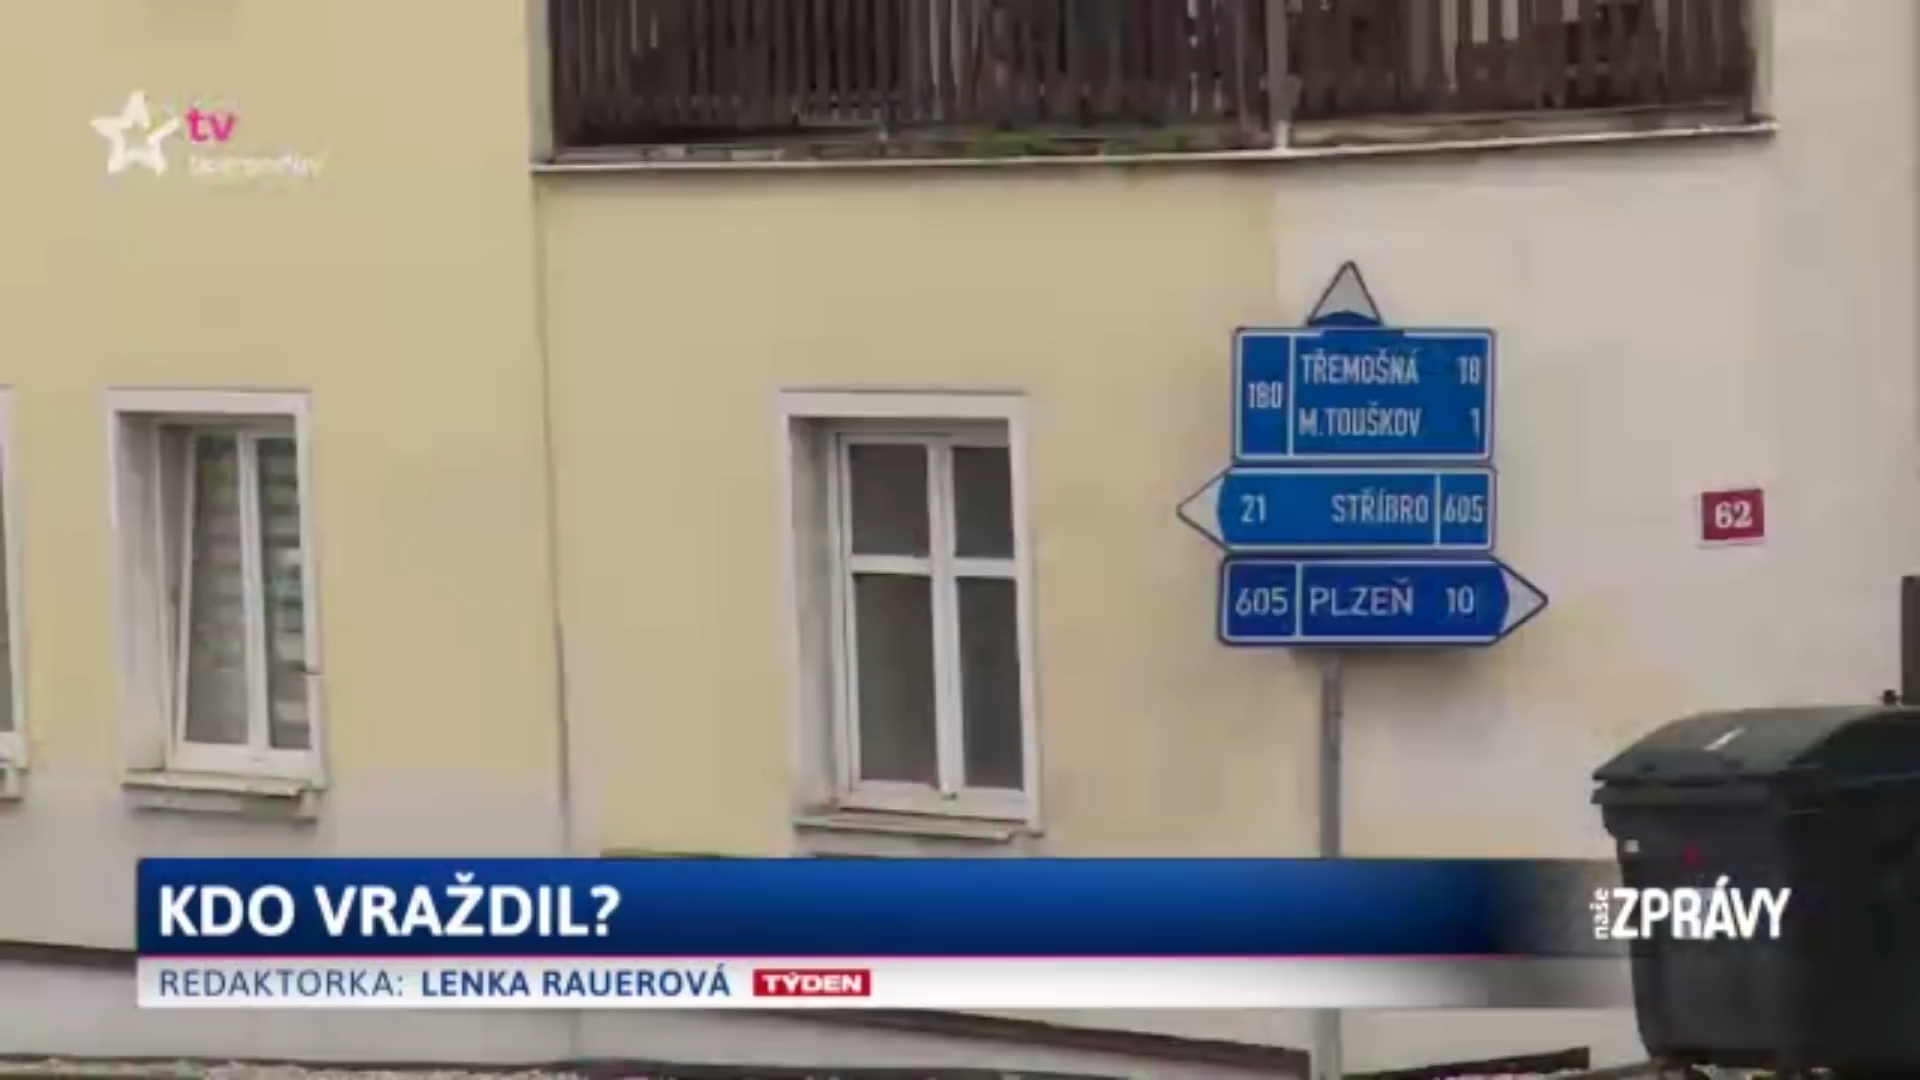 tv
180 TŘEMOŠNÁ 18
M.TOUŠKOV 1
21 STŘÍBRO 605
605 PLZEŇ 10
62
KDO VRAŽDIL?
naše ZPRÁVY
REDAKTORKA: LENKA RAUEROVÁ TÝDEN